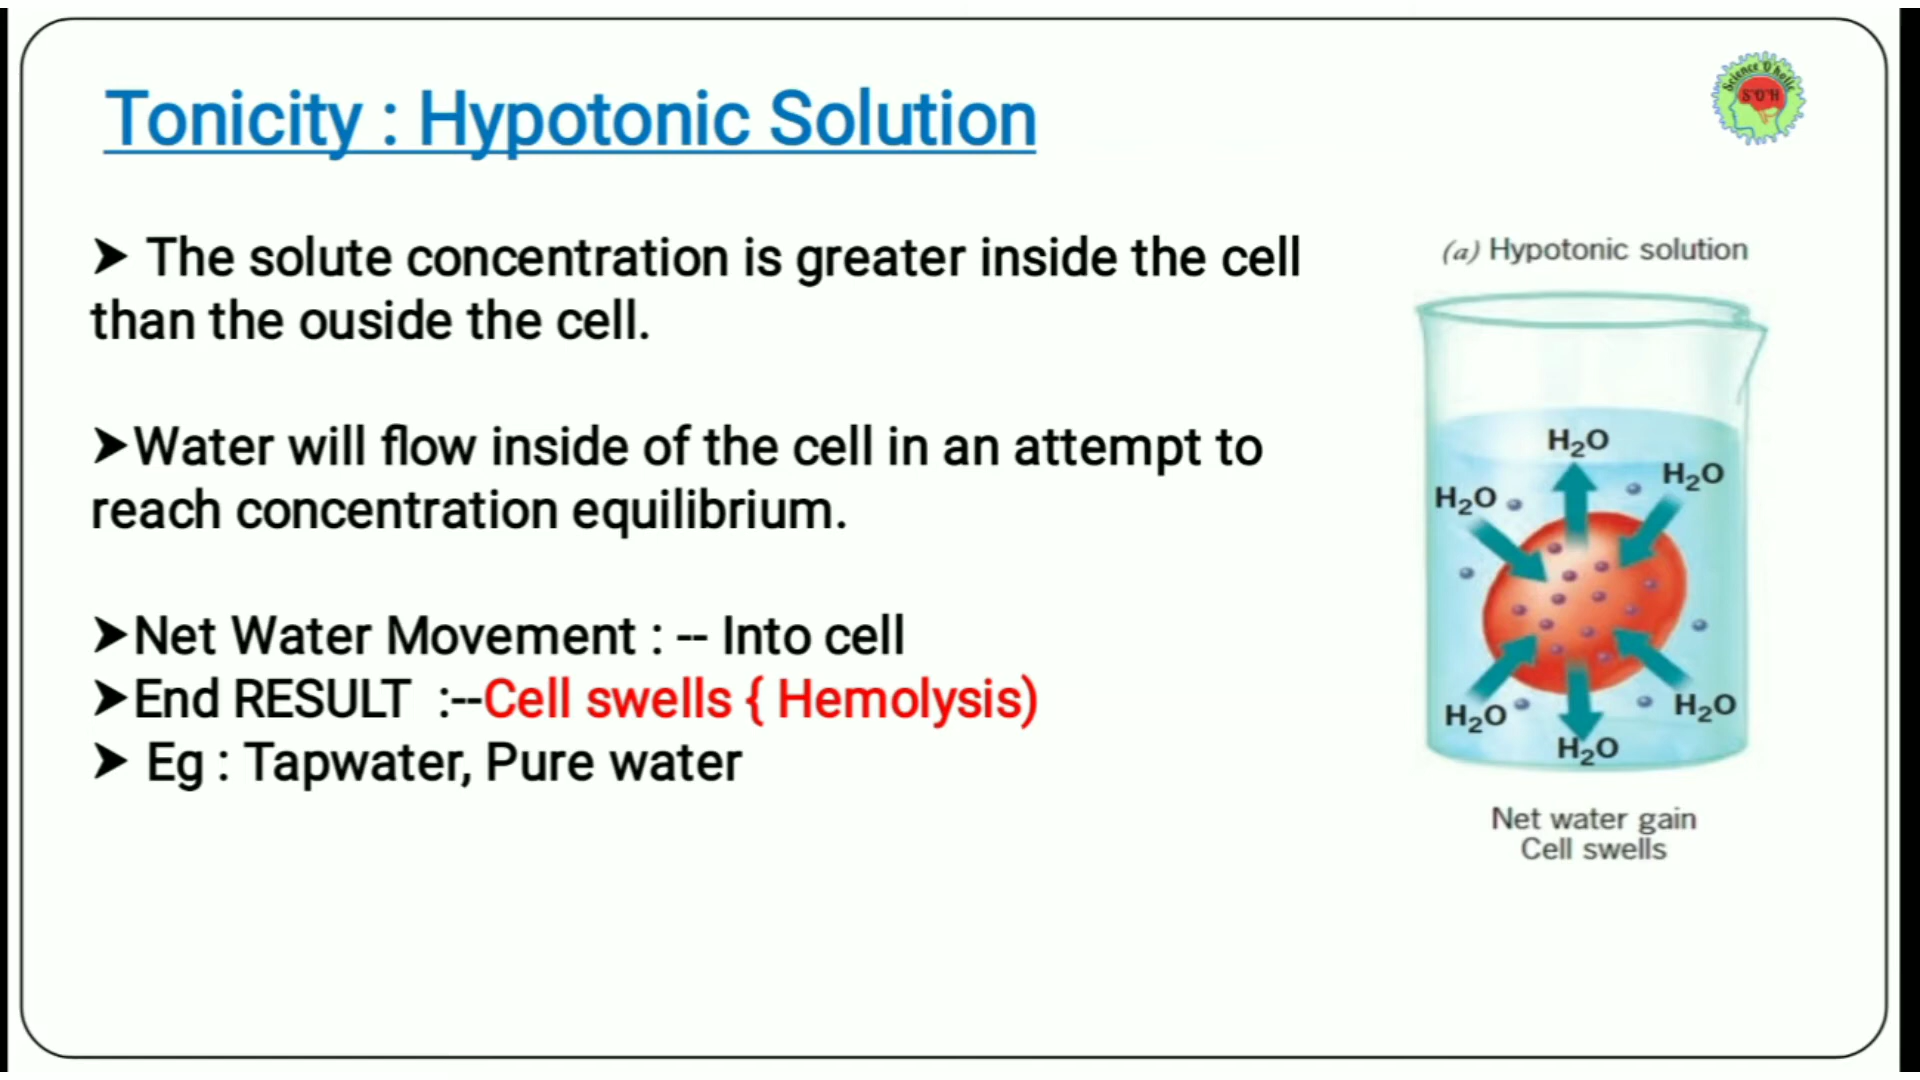 Tonicity : Hypotonic Solution
Science O'holic
S'O'H
➤ The solute concentration is greater inside the cell
than the ouside the cell.
➤Water will flow inside of the cell in an attempt to
reach concentration equilibrium.
➤Net Water Movement : -- Into cell
➤End RESULT :--Cell swells { Hemolysis)
➤ Eg : Tapwater, Pure water
(a) Hypotonic solution
H₂O
H₂O
H₂O
H₂O
H₂O
H₂O
Net water gain
Cell swells